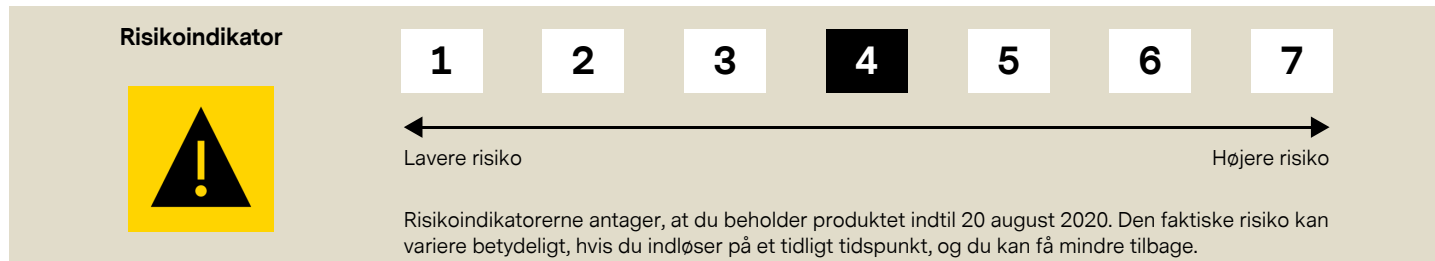 Risikoindikator
1 2 3 4 5 6 7
Lavere risiko Højere risiko
Risikoindikatorerne antager, at du beholder produktet indtil 20 august 2020. Den faktiske risiko kan
variere betydeligt, hvis du indløser på et tidligt tidspunkt, og du kan få mindre tilbage.